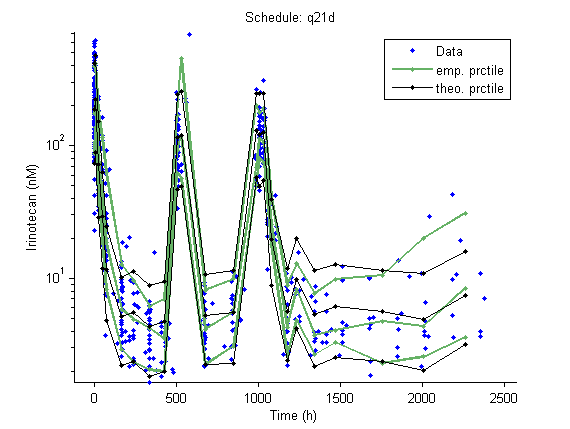 Schedule: q21d
Data
emp. prctile
theo. prctile
10^2
10^1
Irinotecan (nM)
0
500
1000
1500
2000
2500
Time (h)